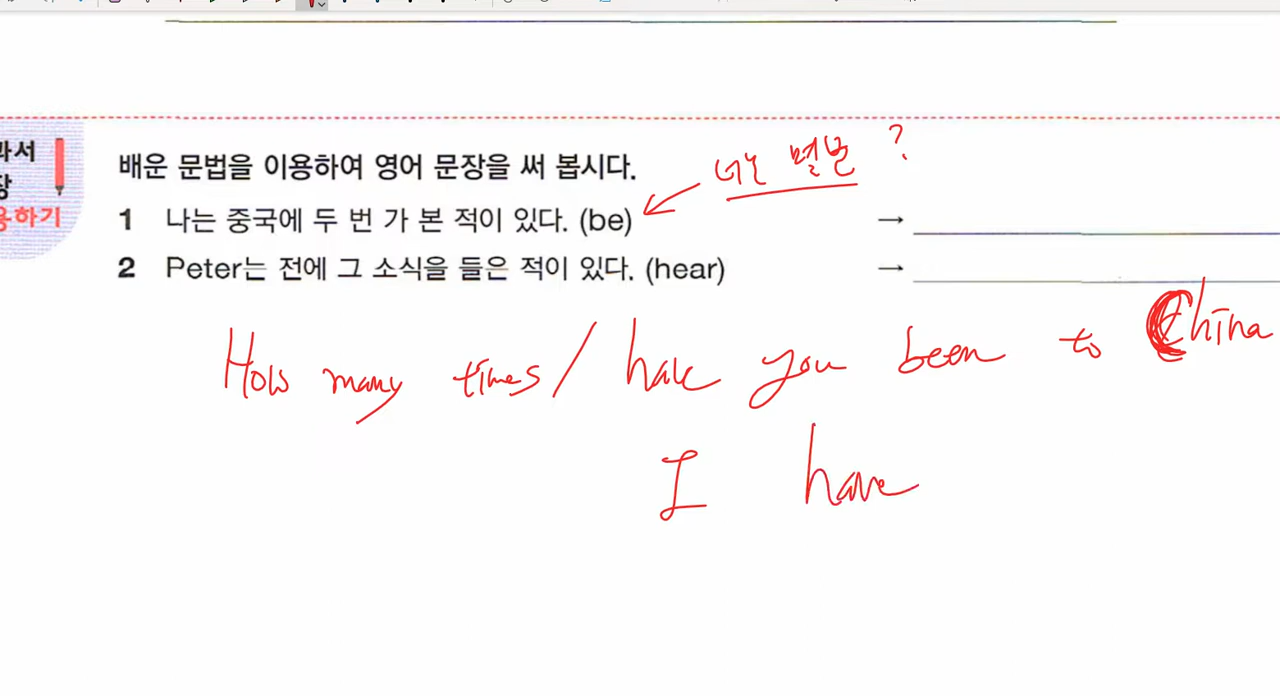 과서
장
용하기
배운 문법을 이용하여 영어 문장을 써 봅시다.
너는 몇번 ?
1 나는 중국에 두 번 가 본 적이 있다. (be) →
2 Peter는 전에 그 소식을 들은 적이 있다. (hear) →
How many times / have you been to China
I have